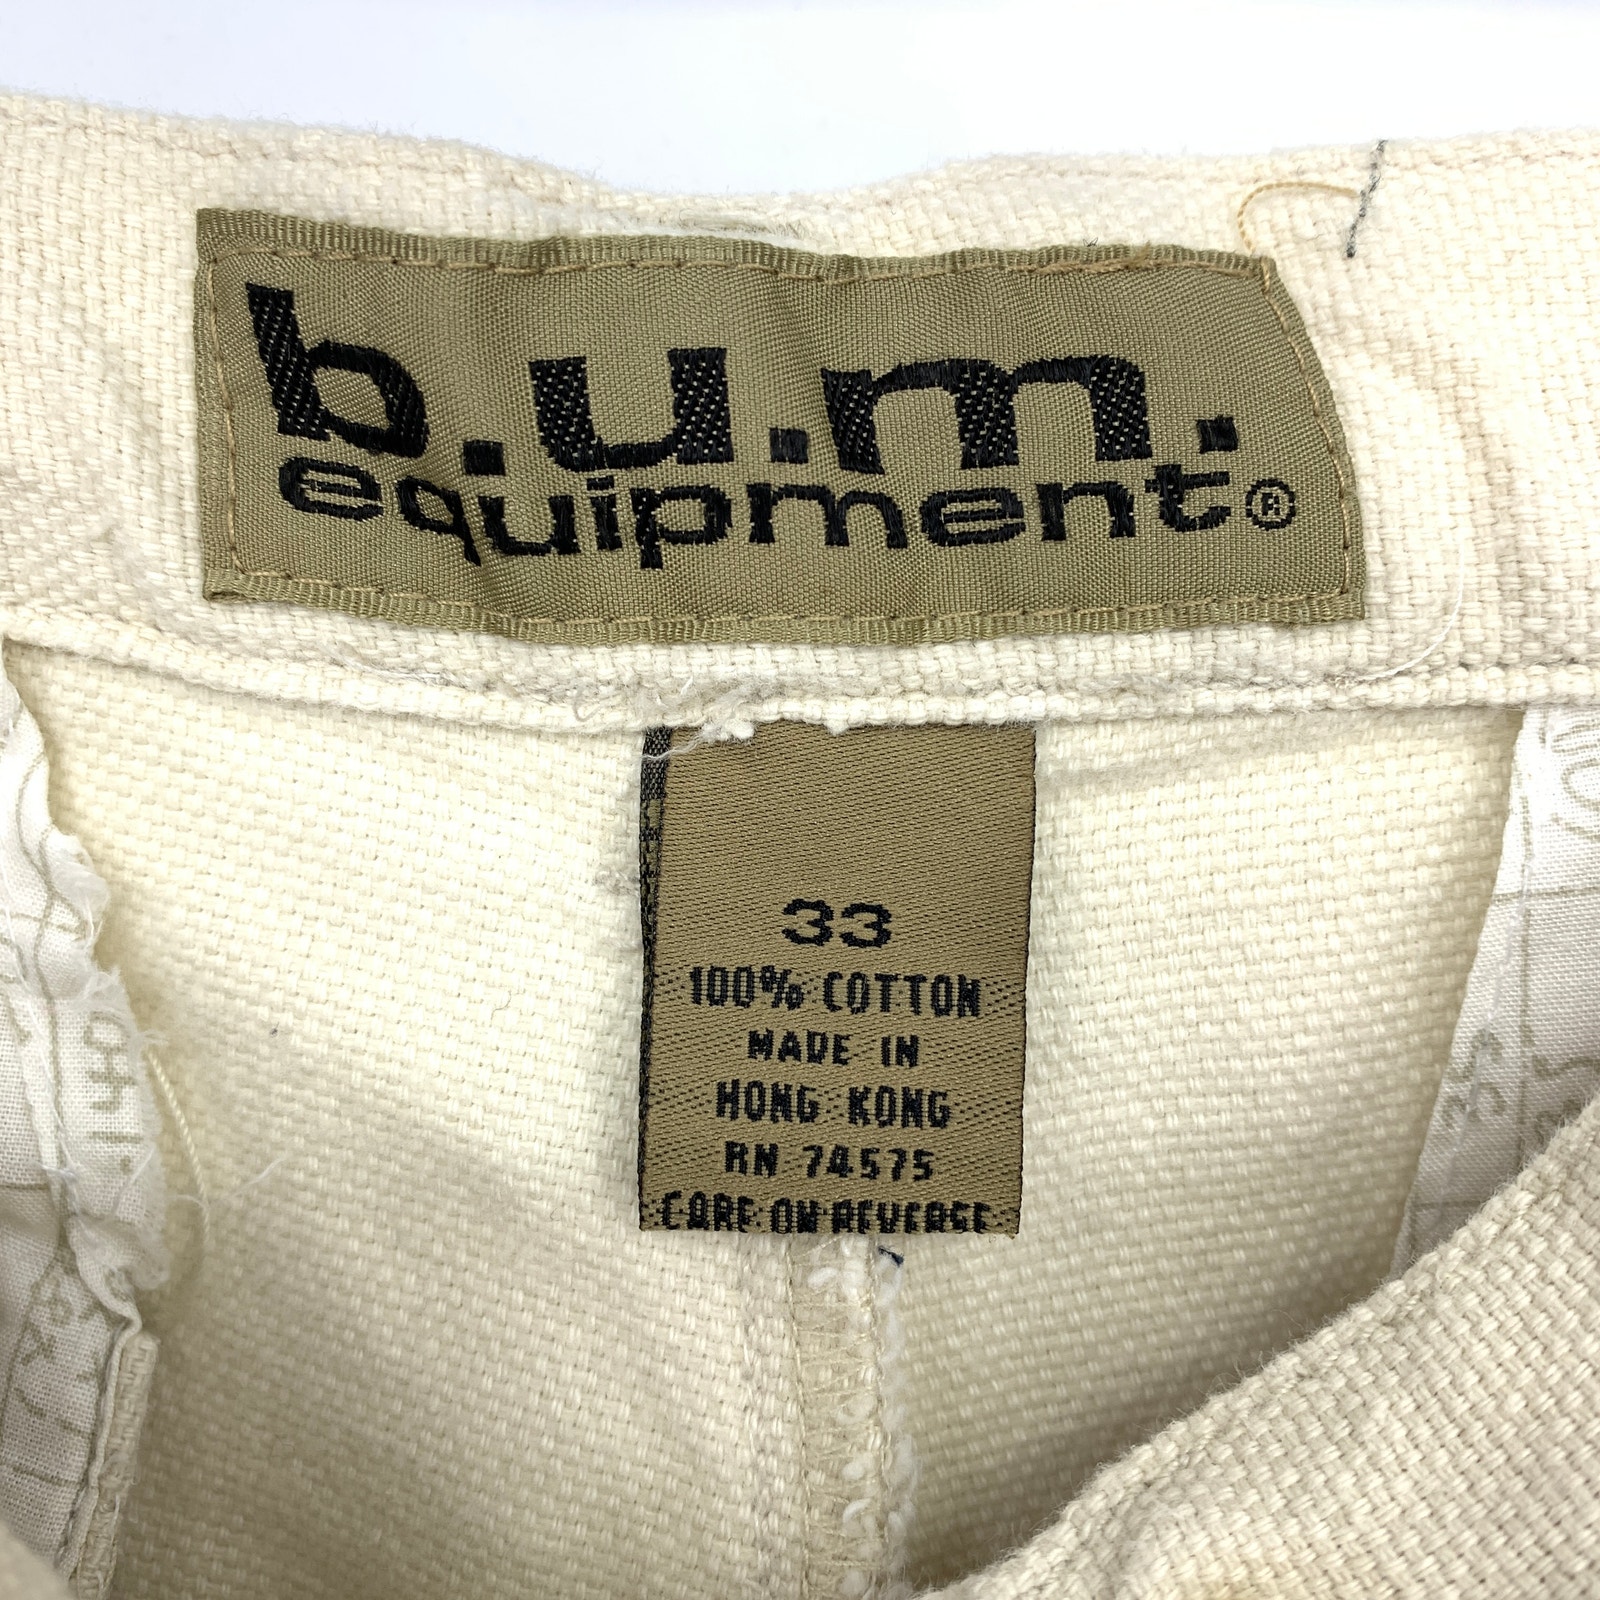 b.u.m.
equipment®
33
100% COTTON
MADE IN
HONG KONG
RN 74575
CARE ON REVERSE